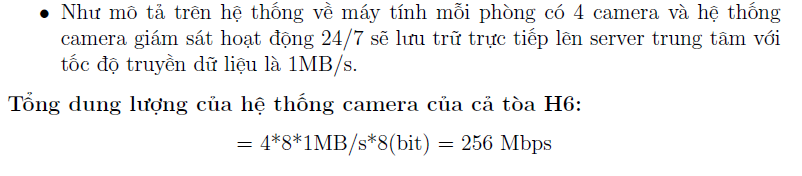 • Như mô tả trên hệ thống về máy tính mỗi phòng có 4 camera và hệ thống
camera giám sát hoạt động 24/7 sẽ lưu trữ trực tiếp lên server trung tâm với
tốc độ truyền dữ liệu là 1MB/s.
Tổng dung lượng của hệ thống camera của cả tòa H6:
= 4*8*1MB/s*8(bit) = 256 Mbps